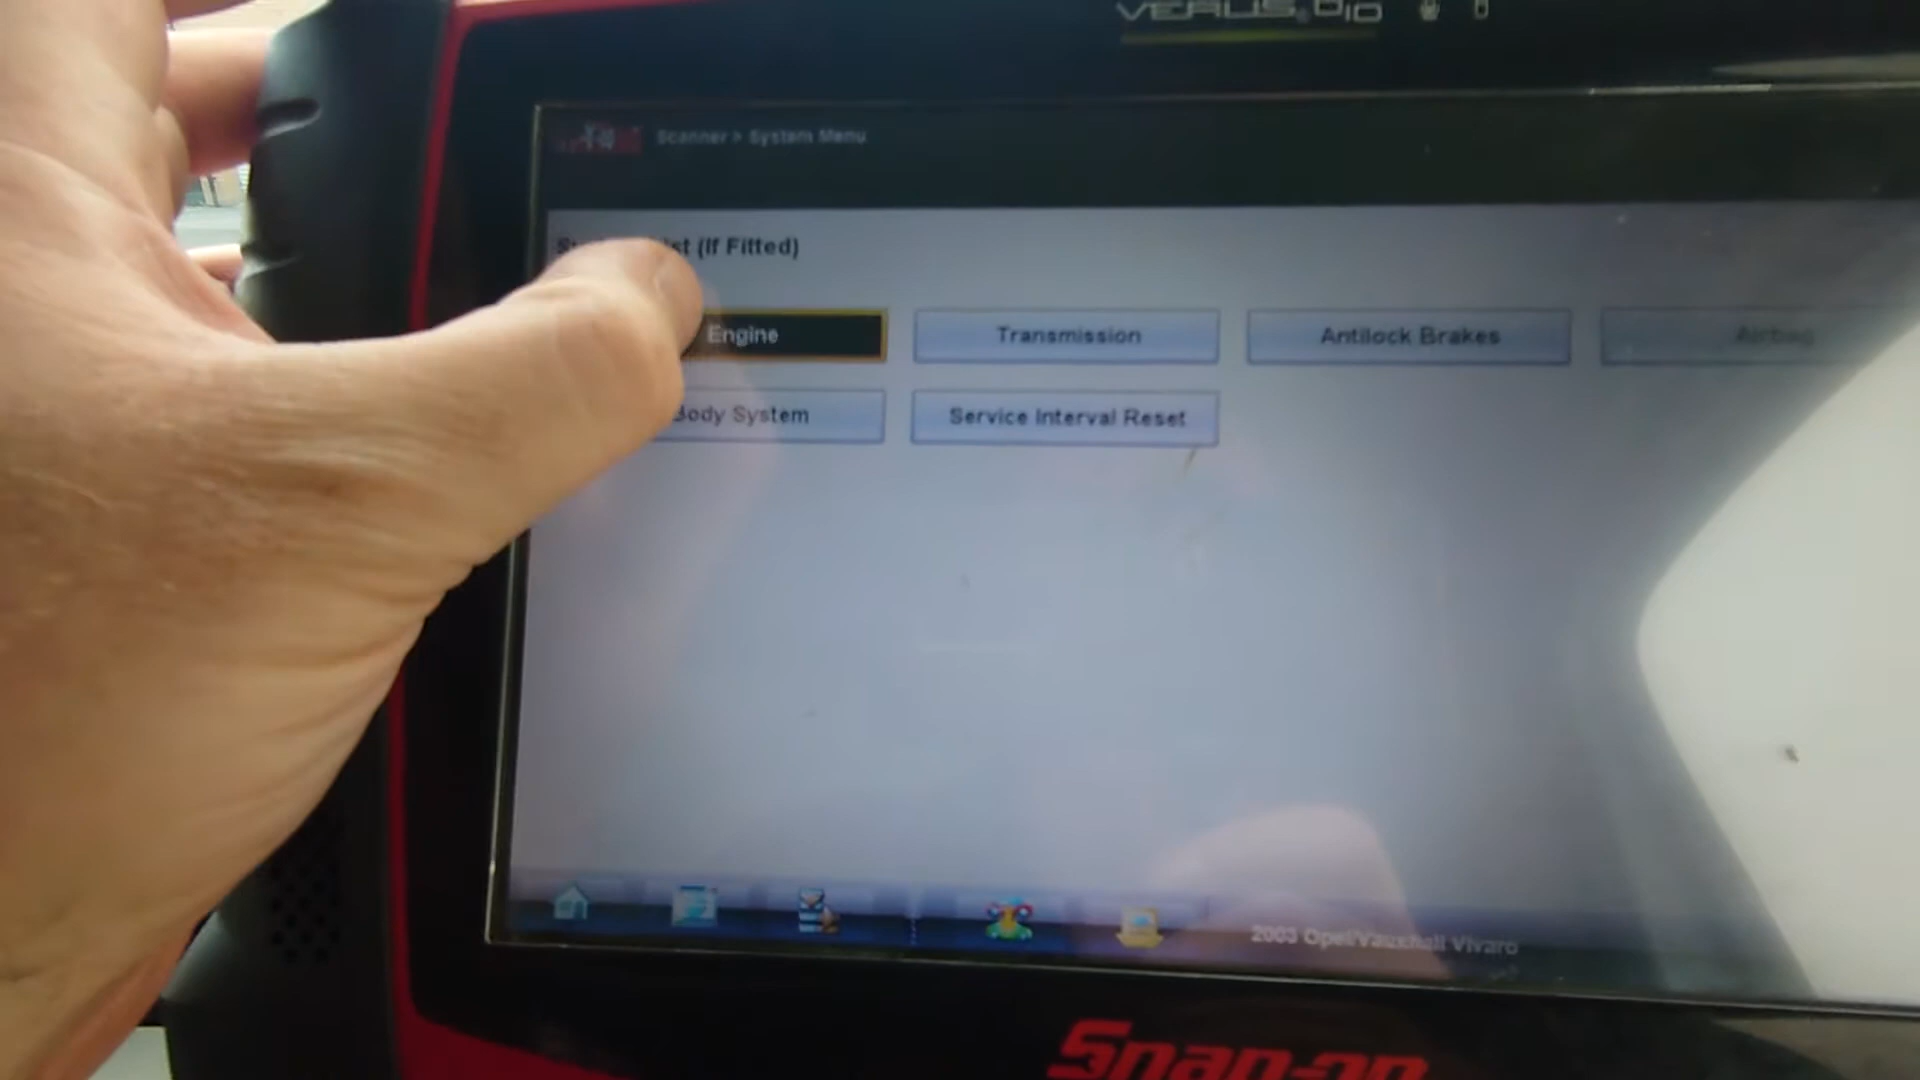 VERUS
Scanner > System Menu
(If Fitted)
Engine
Transmission
Antilock Brakes
Airbag
Body System
Service Interval Reset
2003 Opel/Vauxhall Vivaro
Snap-on